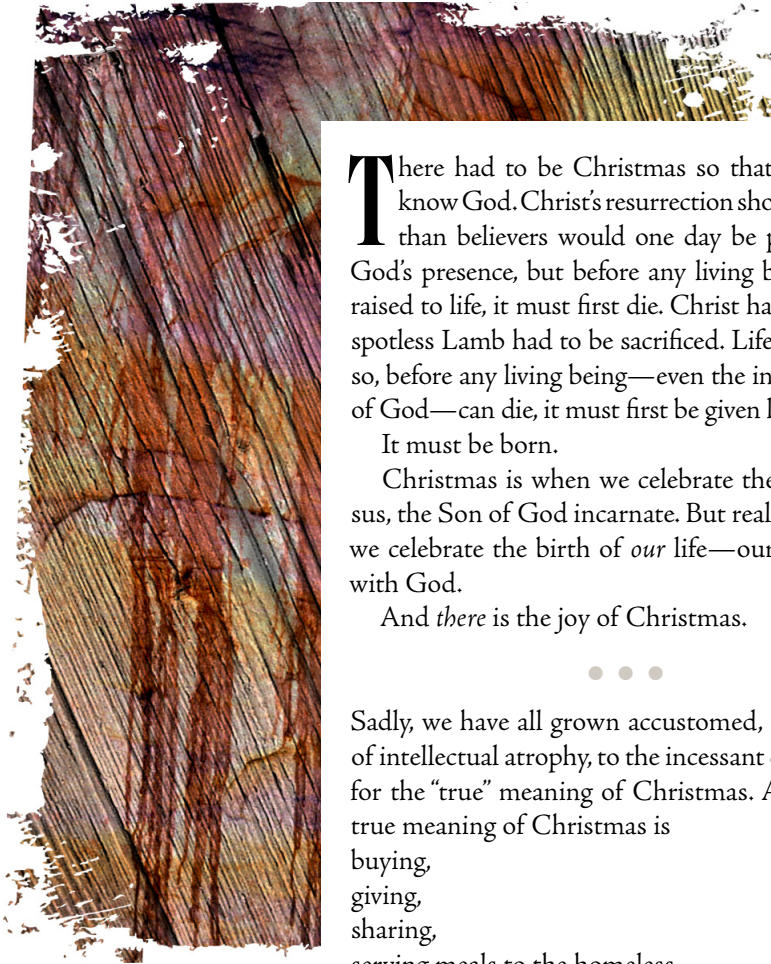 There had to be Christmas so that
know God. Christ's resurrection
than believers would one day be
God's presence, but before any living
raised to life, it must first die. Christ
spotless Lamb had to be sacrificed. Life
so, before any living being—even the
of God—can die, it must first be given
It must be born.
Christmas is when we celebrate the
sus, the Son of God incarnate. But
we celebrate the birth of our life—our
with God.
And there is the joy of Christmas.
Sadly, we have all grown accustomed,
of intellectual atrophy, to the incessant
for the “true” meaning of Christmas. A
true meaning of Christmas is
buying,
giving,
sharing,
serving meals to the homeless